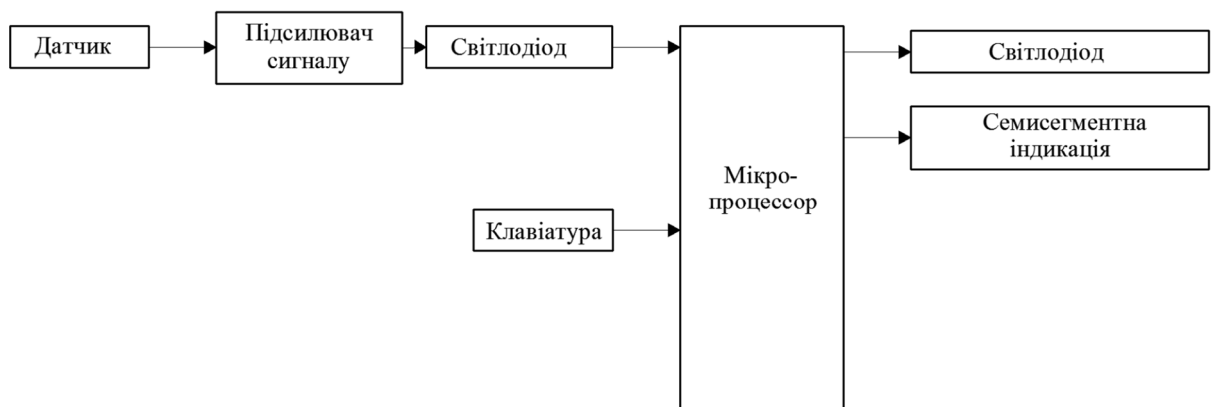 Датчик
Підсилювач
сигналу
Світлодіод
Світлодіод
Семисегментна
індикація
Мікро-
процессор
Клавіатура